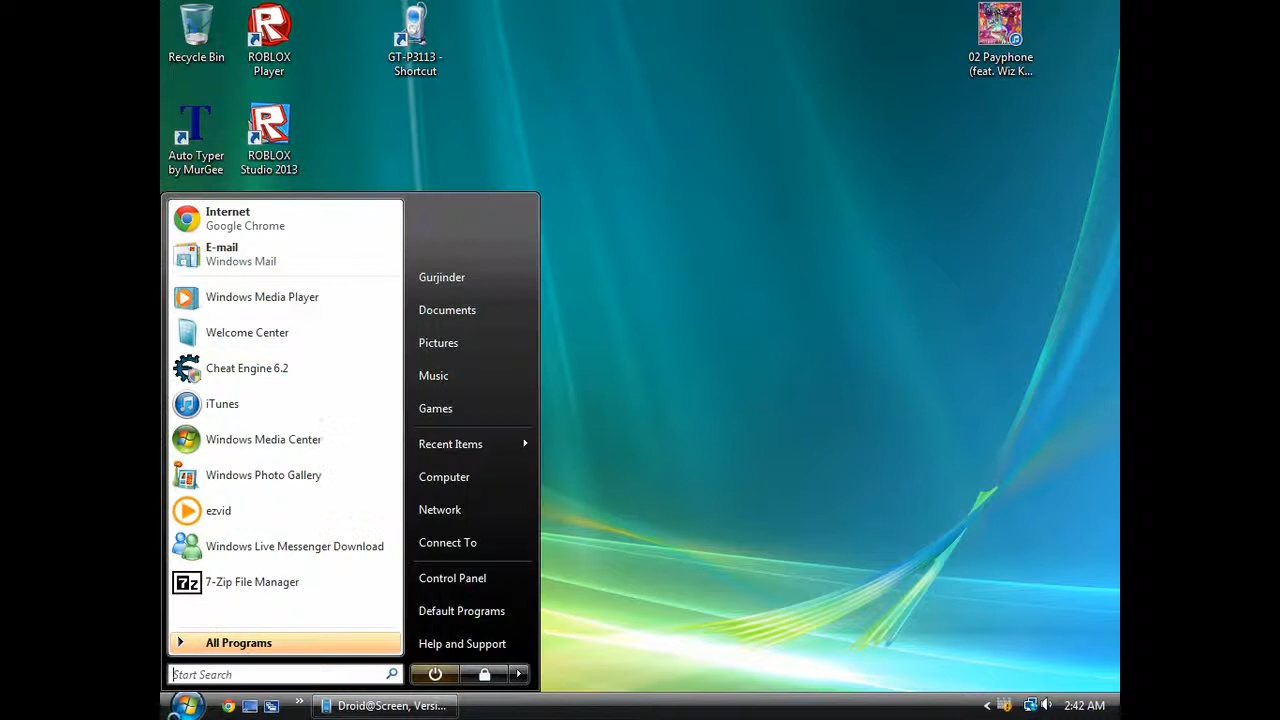 Recycle Bin
ROBLOX
Player
GT-P3113 -
Shortcut
02 Payphone
(feat. Wiz K...
Auto Typer
by MurGee
ROBLOX
Studio 2013
Internet
Google Chrome
E-mail
Windows Mail
Windows Media Player
Welcome Center
Cheat Engine 6.2
iTunes
Windows Media Center
Windows Photo Gallery
ezvid
Windows Live Messenger Download
7z
7-Zip File Manager
All Programs
Start Search
Gurjinder
Documents
Pictures
Music
Games
Recent Items
Computer
Network
Connect To
Control Panel
Default Programs
Help and Support
Droid@Screen, Versi...
2:42 AM